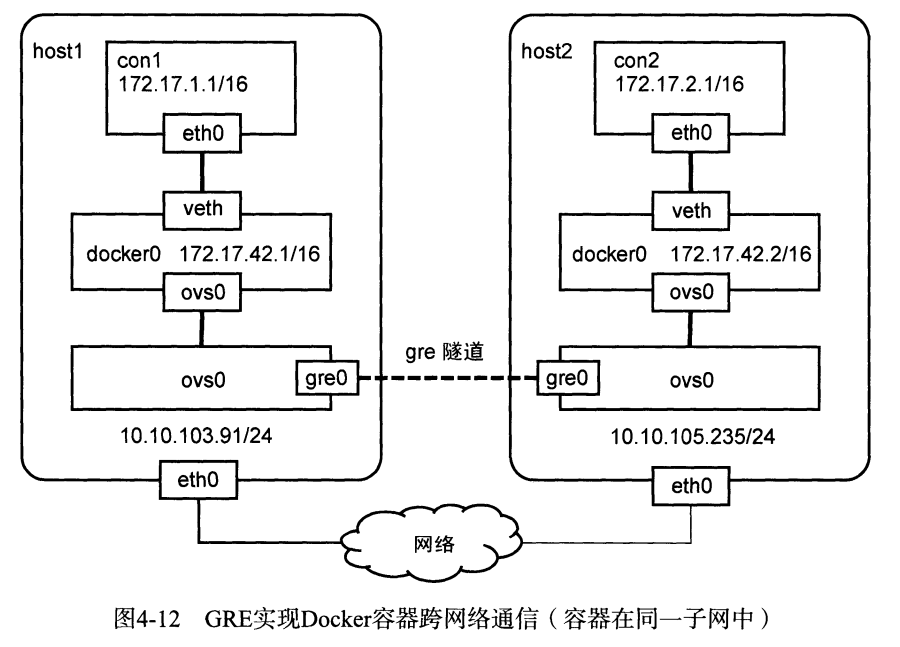 host1
con1
172.17.1.1/16
eth0
veth
docker0 172.17.42.1/16
ovs0
ovs0
gre0
10.10.103.91/24
eth0
gre 隧道
host2
con2
172.17.2.1/16
eth0
veth
docker0 172.17.42.2/16
ovs0
gre0
ovs0
10.10.105.235/24
eth0
网络
图4-12 GRE实现Docker容器跨网络通信（容器在同一子网中）